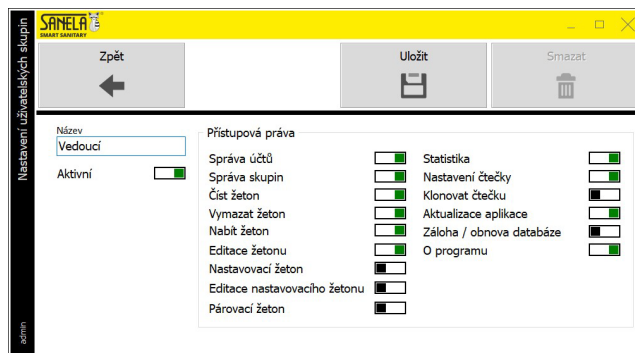 SANELA
SMART SANITARY
Nastavení uživatelských skupin
admin
Zpět
Uložit
Smazat
Název
Vedoucí
Aktivní
Přístupová práva
Správa účtů
Správa skupin
Číst žeton
Vymazat žeton
Nabít žeton
Editace žetonu
Nastavovací žeton
Editace nastavovacího žetonu
Párovací žeton
Statistika
Nastavení čtečky
Klonovat čtečku
Aktualizace aplikace
Záloha / obnova databáze
O programu